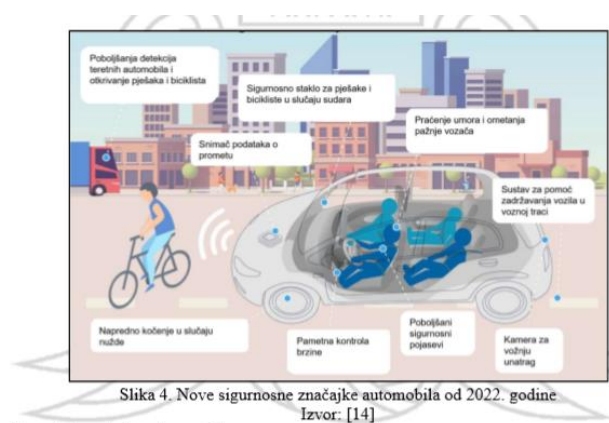 Poboljšanja detekcija
teretnih automobila i
otkrivanje pješaka i biciklista
Sigurnosno staklo za pješake i
bicikliste u slučaju sudara
Praćenje umora i ometanja
pažnje vozača
Snimač podataka o
prometu
Sustav za pomoć
zadržavanja vozila u
voznoj traci
Napredno kočenje u slučaju
nužde
Pametna kontrola
brzine
Poboljšani
sigurnosni
pojasevi
Kamera za
vožnju
unatrag
Slika 4. Nove sigurnosne značajke automobila od 2022. godine
Izvor: [14]